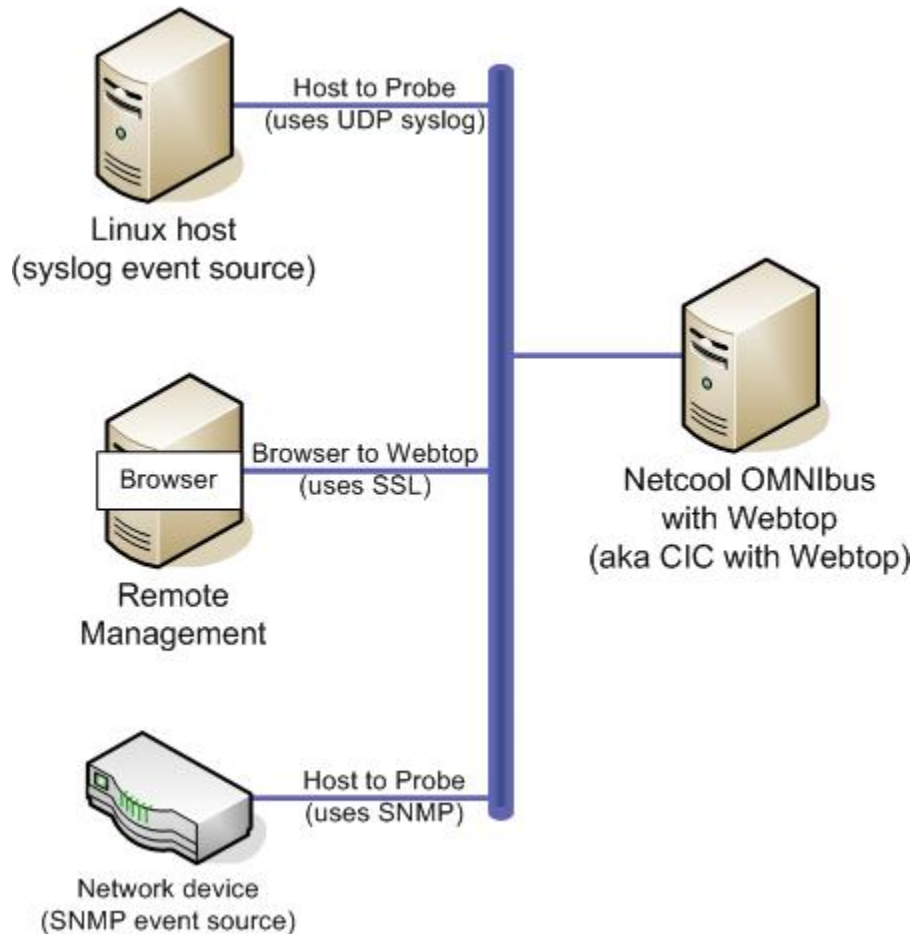 Host to Probe
(uses UDP syslog)
Linux host
(syslog event source)
Browser to Webtop
(uses SSL)
Browser
Remote
Management
Netcool OMNIbus
with Webtop
(aka CIC with Webtop)
Host to Probe
(uses SNMP)
Network device
(SNMP event source)